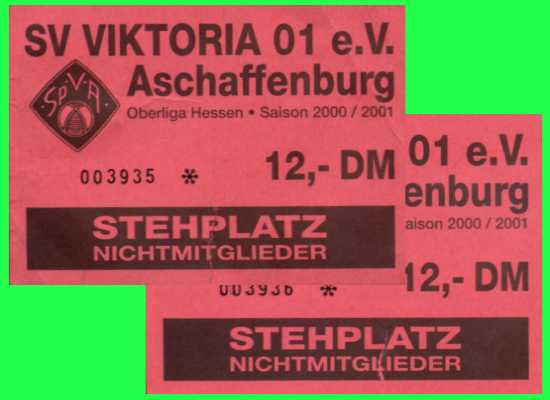 SV VIKTORIA 01 e.V.
Aschaffenburg
Oberliga Hessen • Saison 2000 / 2001
Sp.V.A.
003935 *
12,- DM
STEHPLATZ
NICHTMITGLIEDER
01 e.V.
enburg
aison 2000 / 2001
003936 *
12,- DM
STEHPLATZ
NICHTMITGLIEDER